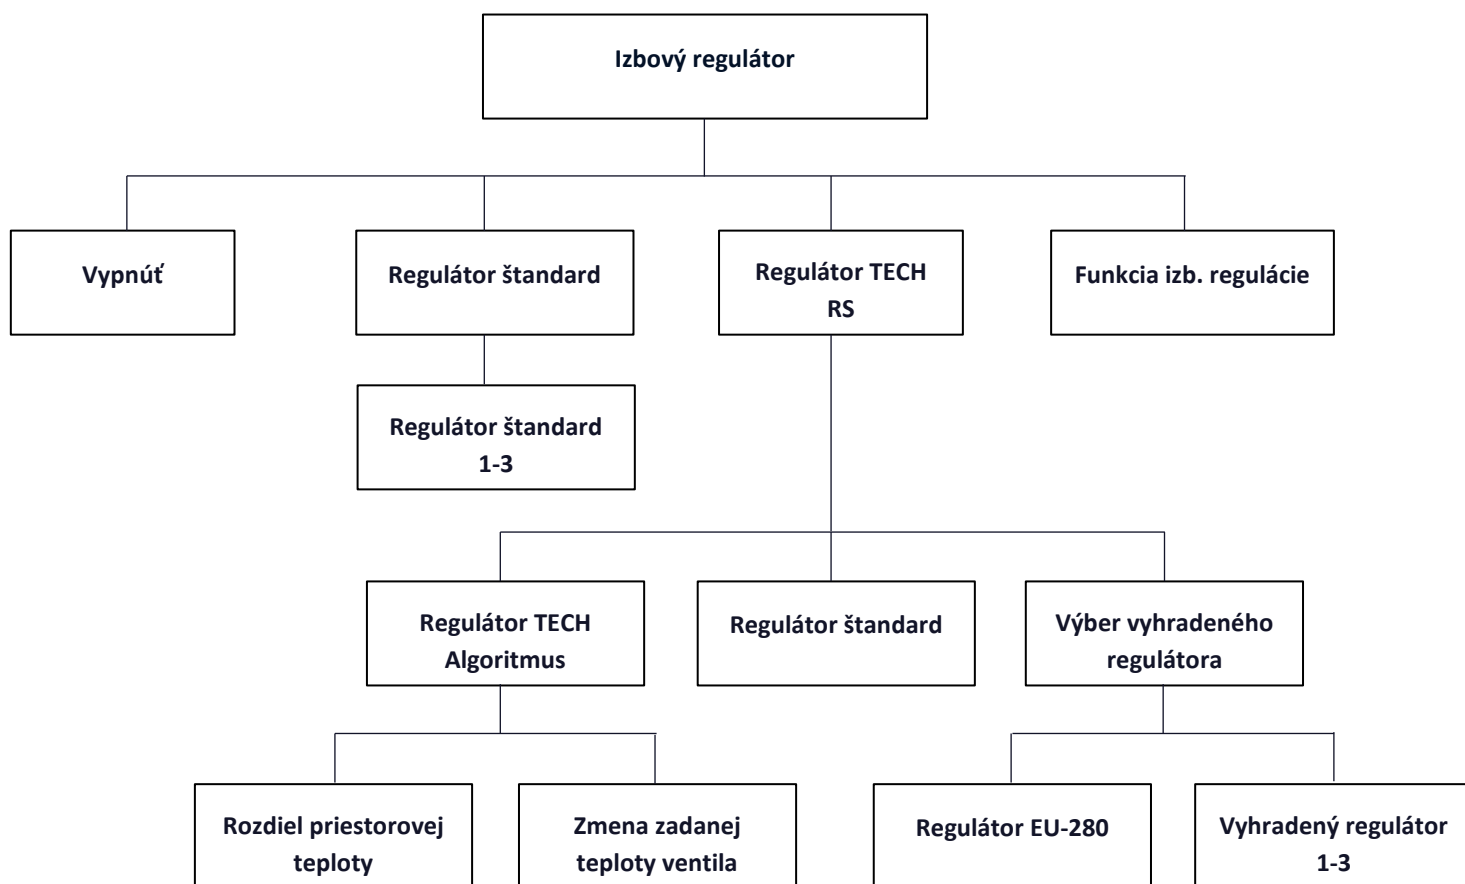 Izbový regulátor
Vypnúť
Regulátor štandard
Regulátor TECH
RS
Funkcia izb. regulácie
Regulátor štandard
1-3
Regulátor TECH
Algoritmus
Regulátor štandard
Výber vyhradeného
regulátora
Rozdiel priestorovej
teploty
Zmena zadanej
teploty ventila
Regulátor EU-280
Vyhradený regulátor
1-3